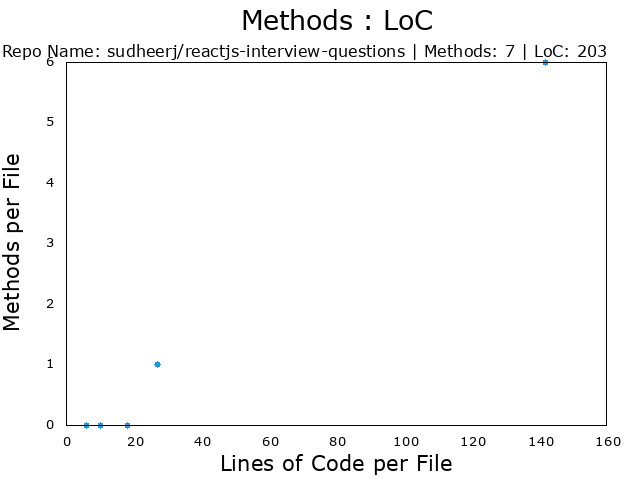 Methods : LoC
Repo Name: sudheerj/reactjs-interview-questions | Methods: 7 | LoC: 203
Methods per File
6
5
4
3
2
1
0
0 20 40 60 80 100 120 140 160
Lines of Code per File